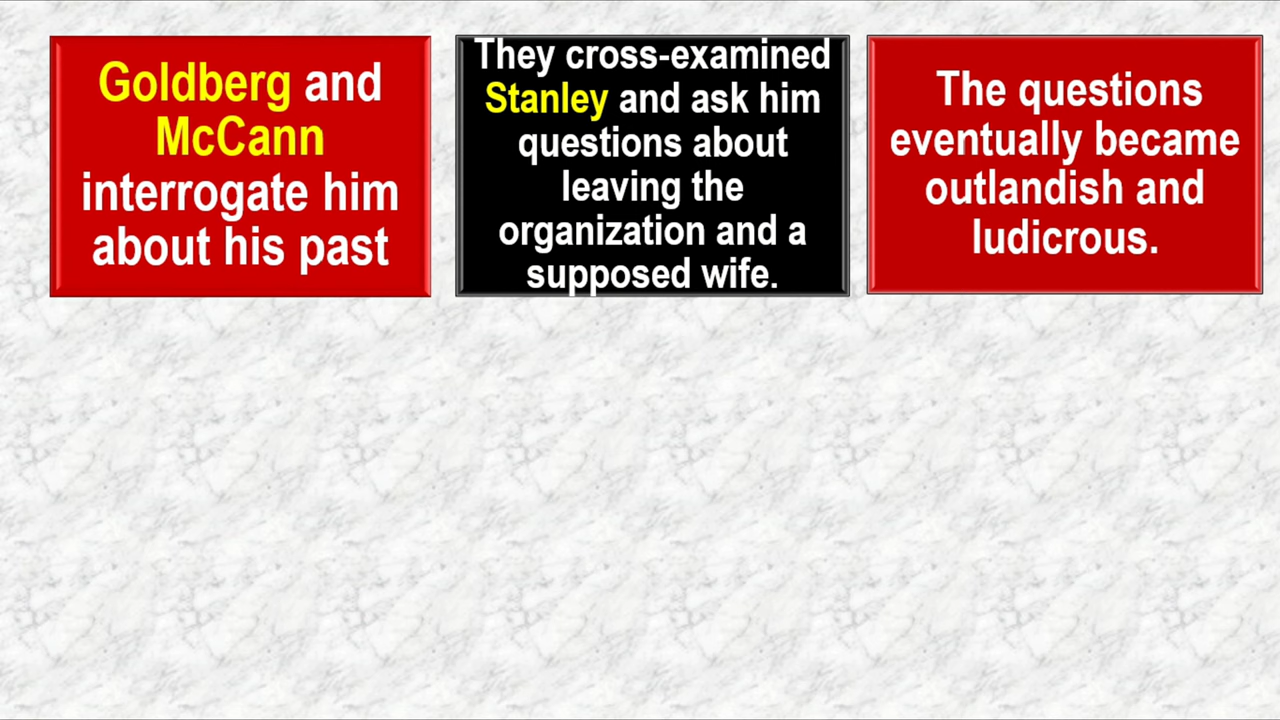 Goldberg and
McCann
interrogate him
about his past
They cross-examined
Stanley and ask him
questions about
leaving the
organization and a
supposed wife.
The questions
eventually became
outlandish and
ludicrous.